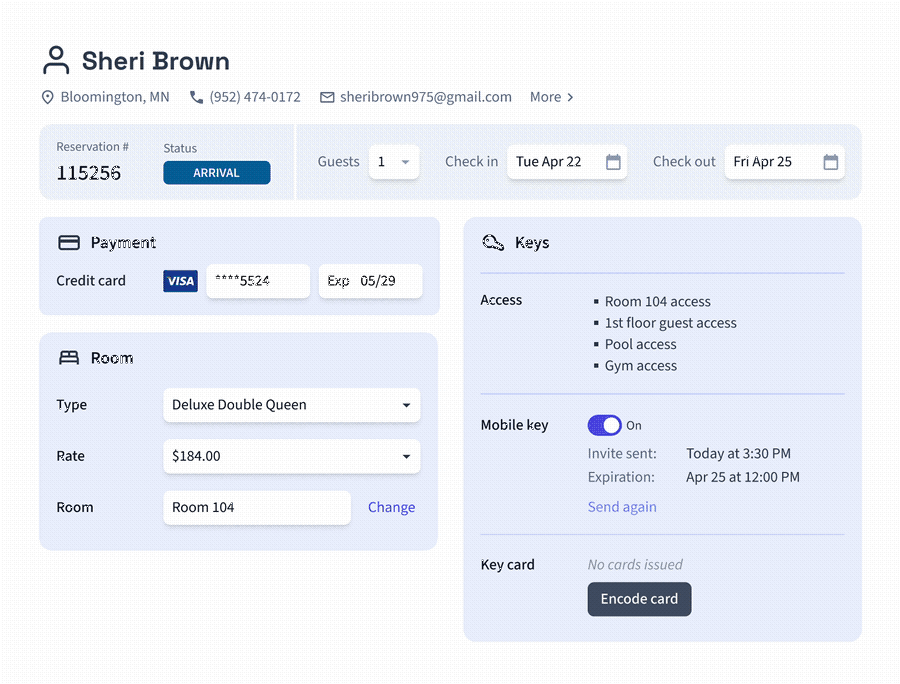 Sheri Brown
Bloomington, MN (952) 474-0172 sheribrown975@gmail.com More >
Reservation # Status
115256 ARRIVAL Guests 1 Check in Tue Apr 22 Check out Fri Apr 25
Payment
Credit card VISA ****5524 Exp 05/29
Room
Type Deluxe Double Queen
Rate $184.00
Room Room 104 Change
Keys
Access ▪ Room 104 access
▪ 1st floor guest access
▪ Pool access
▪ Gym access
Mobile key On
Invite sent: Today at 3:30 PM
Expiration: Apr 25 at 12:00 PM
Send again
Key card No cards issued
Encode card